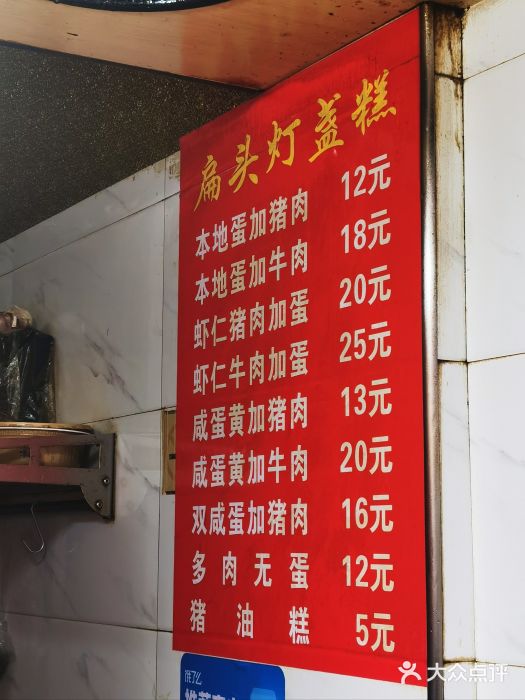 扁头灯盏糕
本地蛋加猪肉 12元
本地蛋加牛肉 18元
虾仁猪肉加蛋 20元
虾仁牛肉加蛋 25元
咸蛋黄加猪肉 13元
咸蛋黄加牛肉 20元
双咸蛋加猪肉 16元
多肉无蛋 12元
猪油糕 5元
饿了么
大众点评